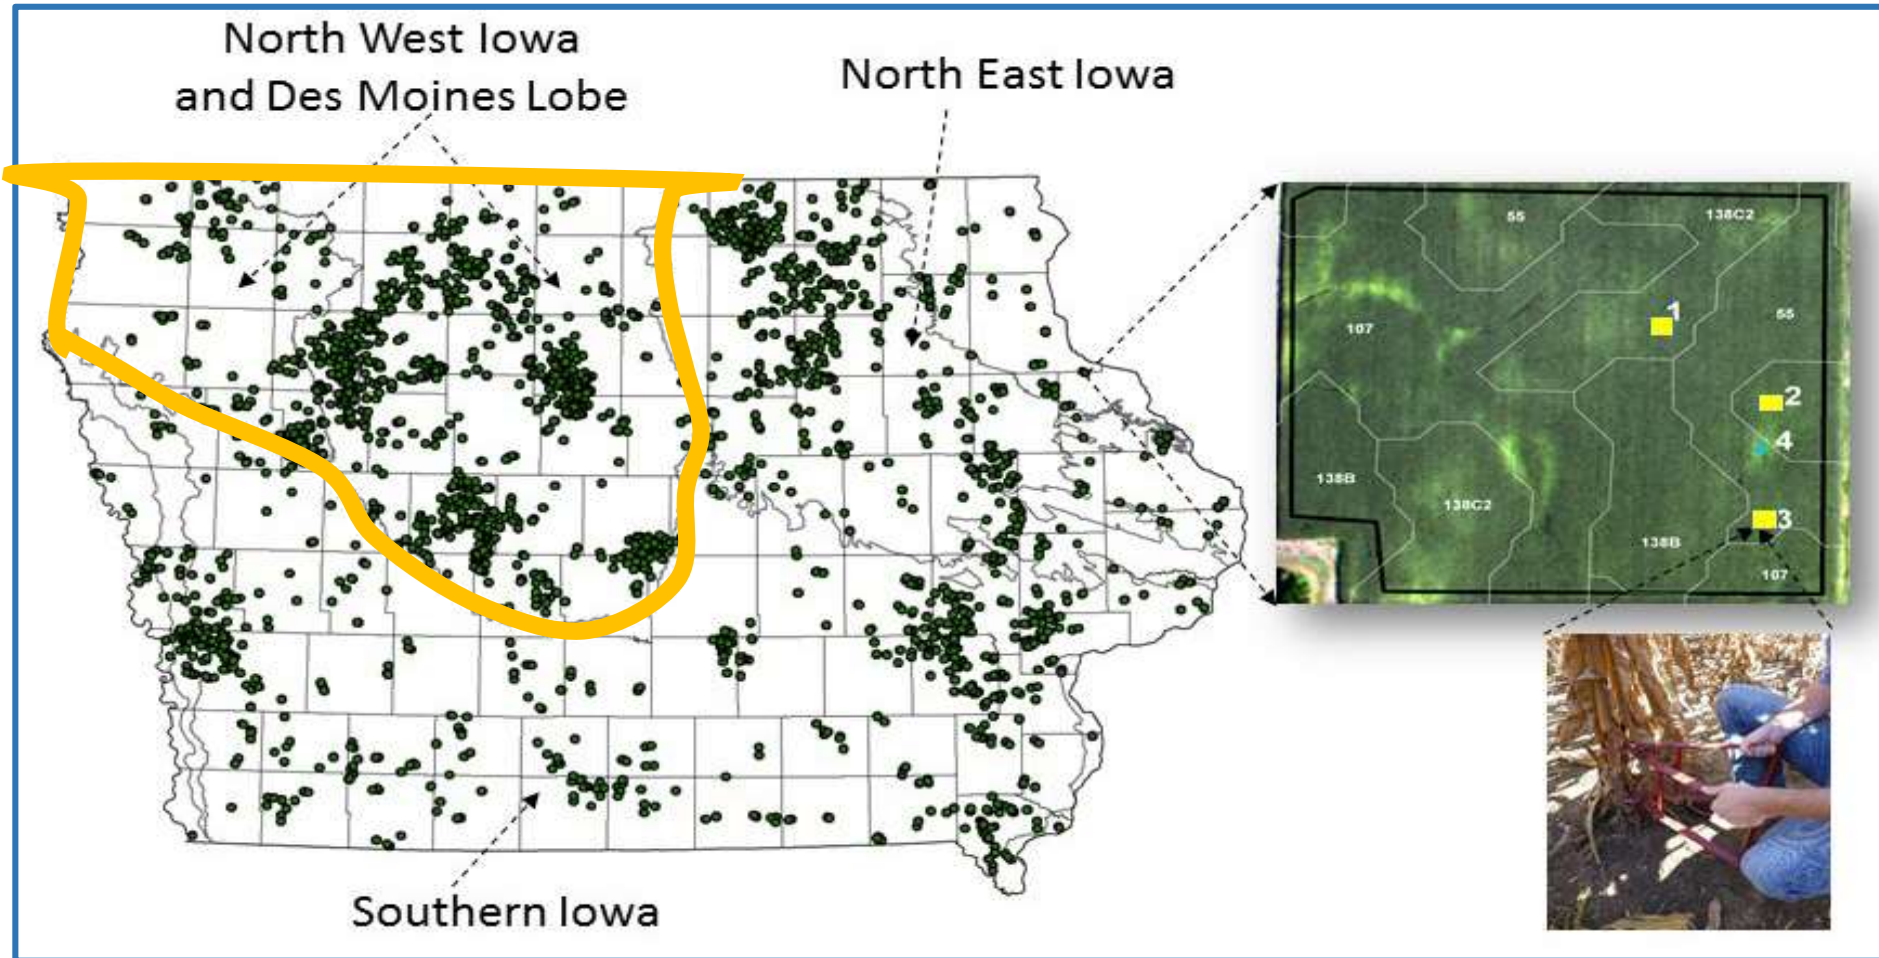 North West Iowa
and Des Moines Lobe
North East Iowa
55
138C2
1
55
107
2
4
138B
138C2
3
138B
107
Southern Iowa